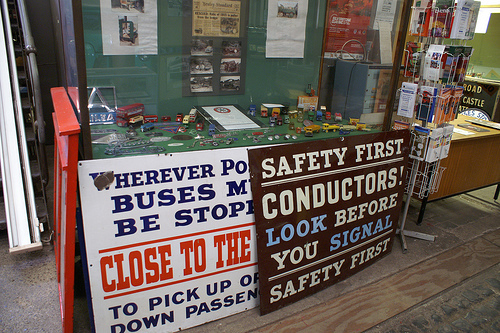 WHEREVER PO
BUSES M
BE STOP
CLOSE TO THE
TO PICK UP OR
DOWN PASSEN
SAFETY FIRST
CONDUCTORS!
LOOK BEFORE
YOU SIGNAL
SAFETY FIRST
ROAD
CASTLE